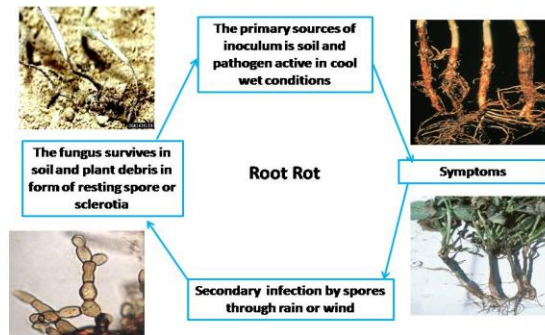 The primary sources of
inoculum is soil and
pathogen active in cool
wet conditions
The fungus survives in
soil and plant debris in
form of resting spore or
sclerotia
Root Rot
Symptoms
Secondary infection by spores
through rain or wind